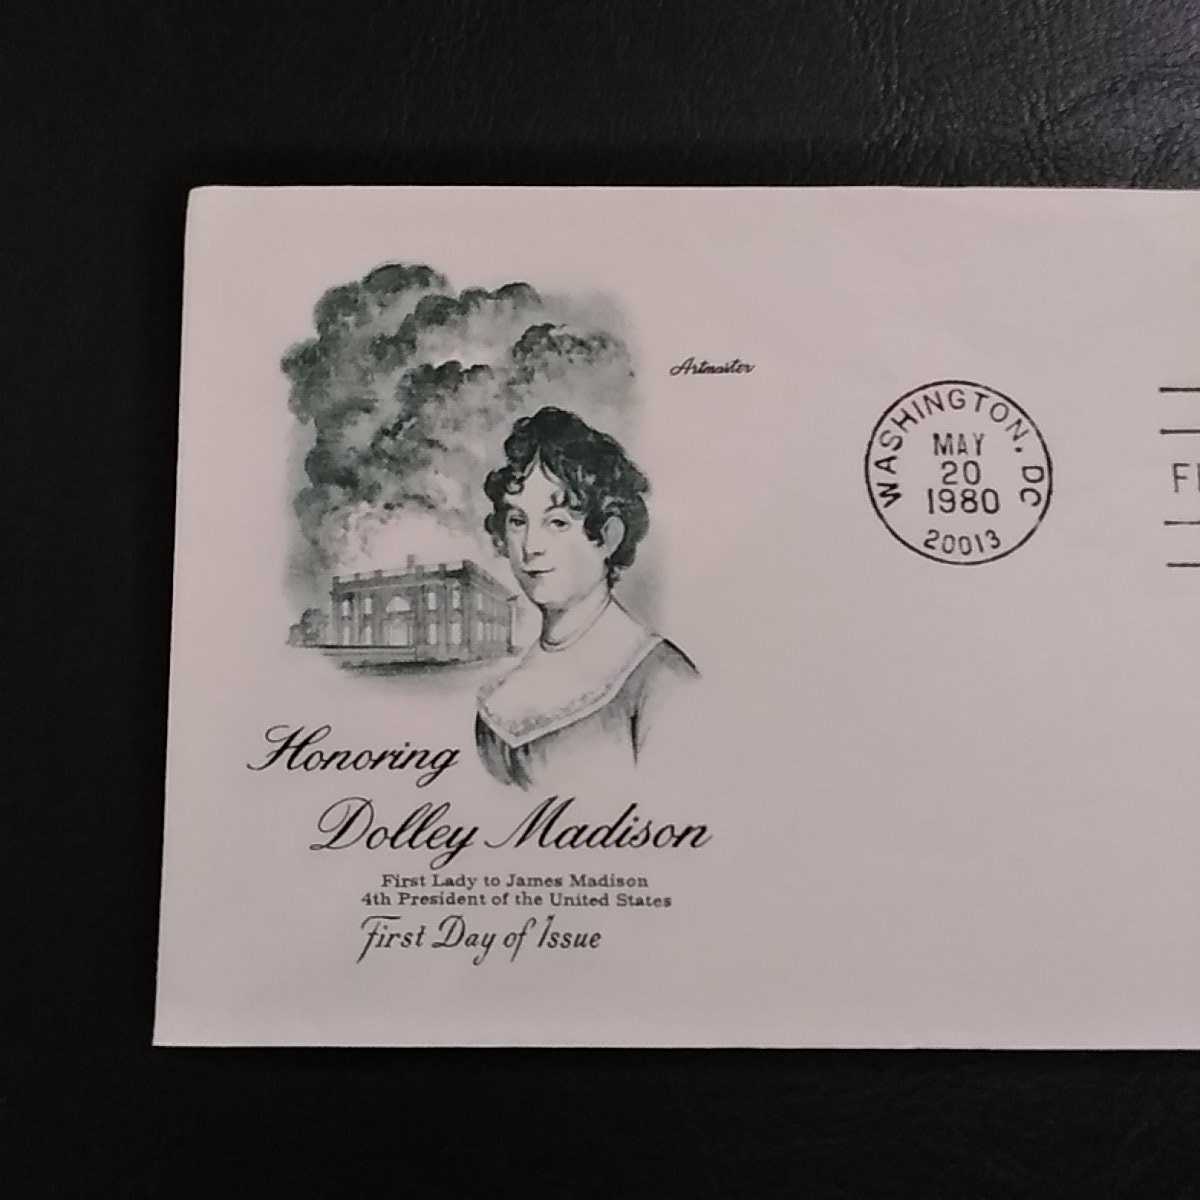 Artmaster
WASHINGTON, DC
MAY
20
1980
20013
Honoring
Dolley Madison
First Lady to James Madison
4th President of the United States
First Day of Issue